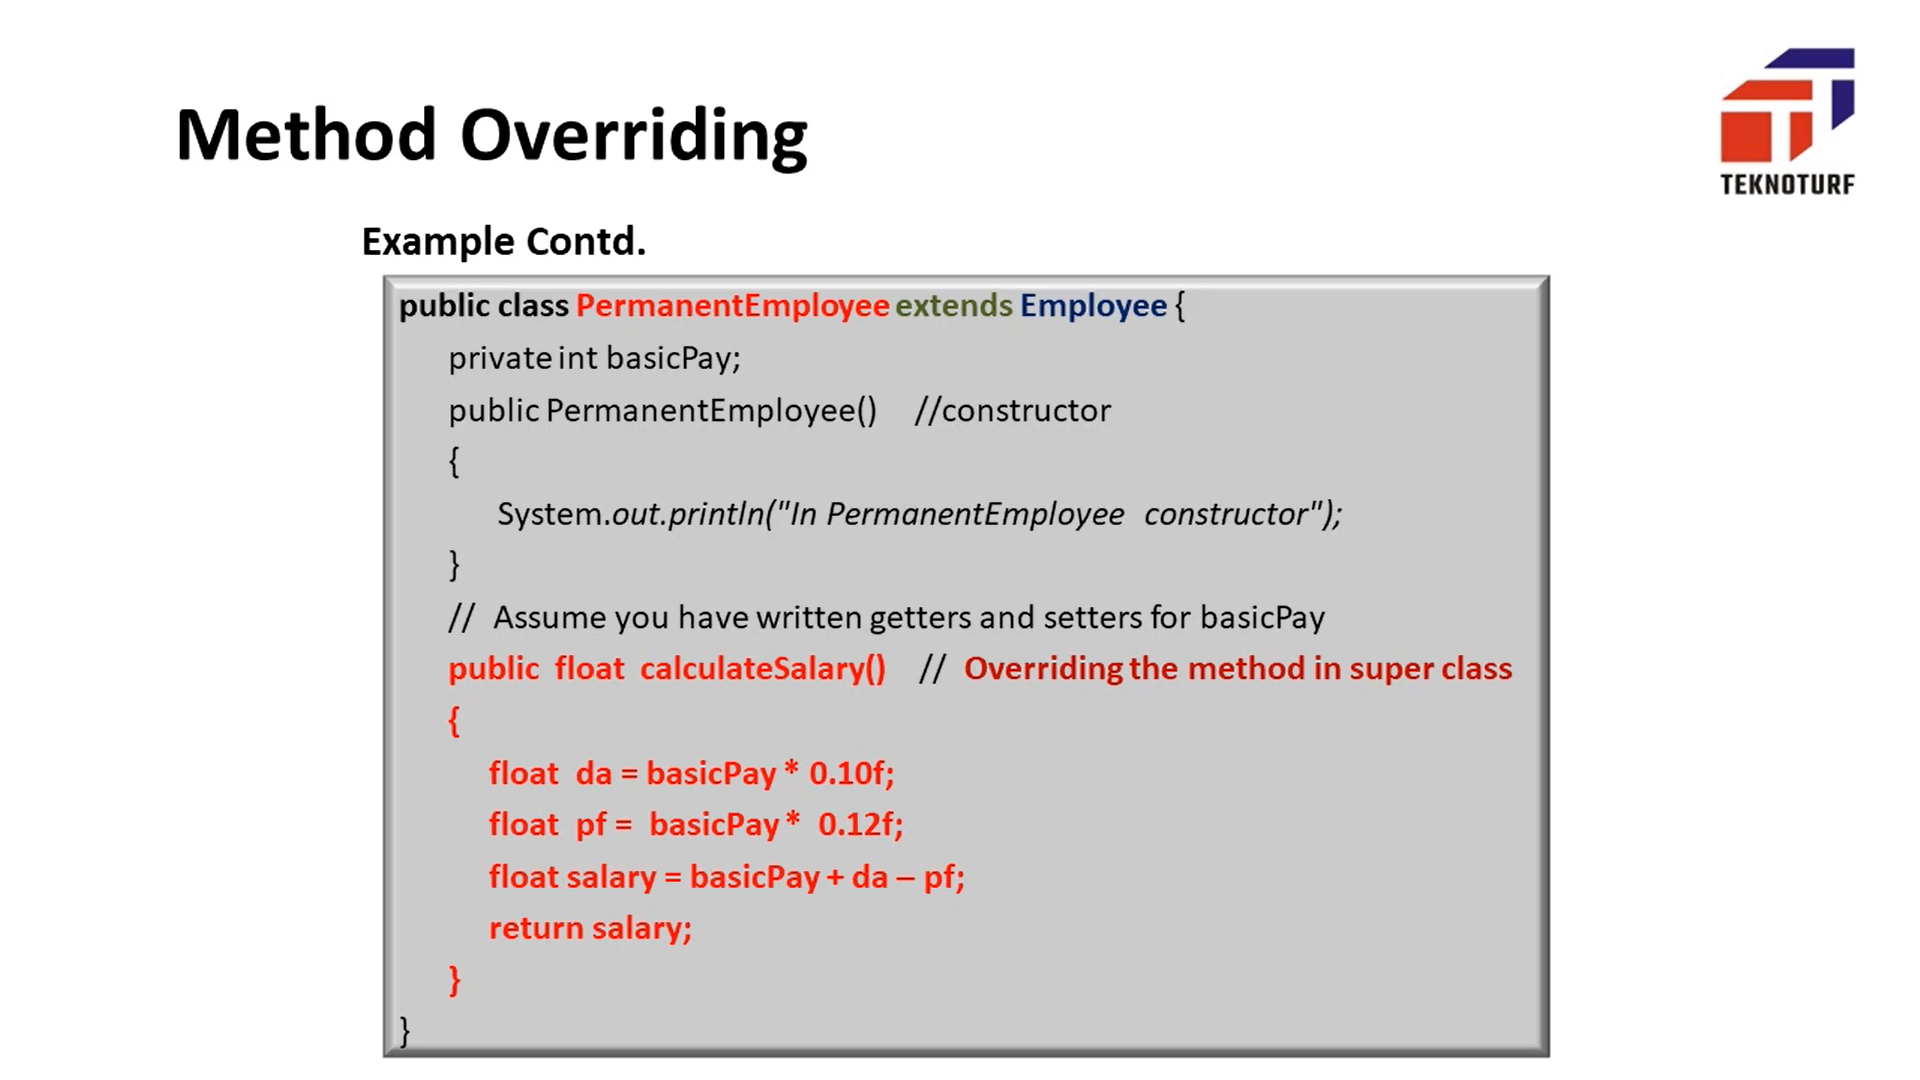 Method Overriding
TEKNOTURF
Example Contd.
public class PermanentEmployee extends Employee {
private int basicPay;
public PermanentEmployee() //constructor
{
System.out.println("In PermanentEmployee constructor");
}
// Assume you have written getters and setters for basicPay
public float calculateSalary() // Overriding the method in super class
{
float da = basicPay * 0.10f;
float pf = basicPay * 0.12f;
float salary = basicPay + da – pf;
return salary;
}
}